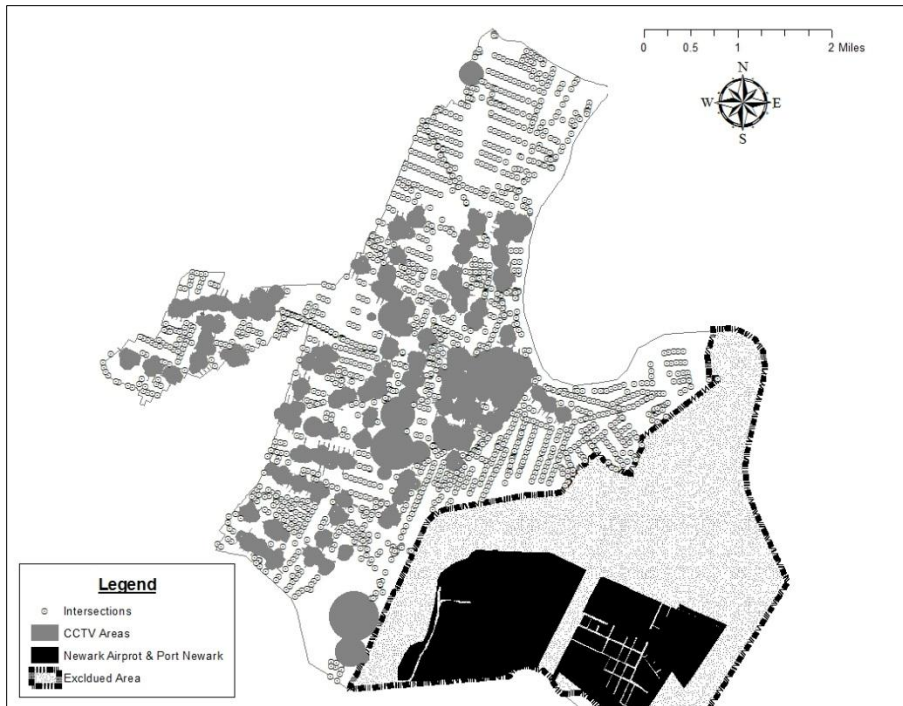 0 0.5 1 2 Miles
N
W E
S
Legend
Intersections
CCTV Areas
Newark Airprot & Port Newark
Excldued Area